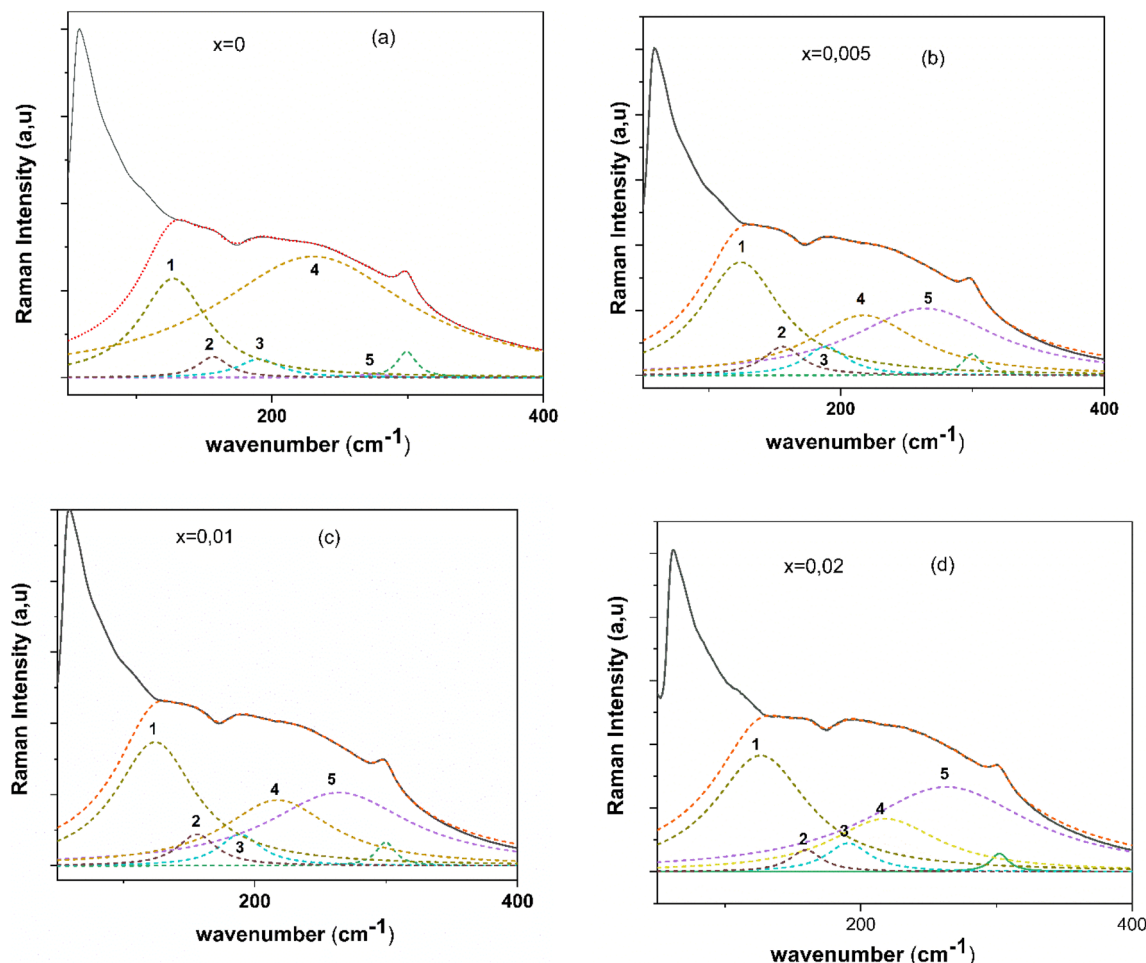 x=0
(a)
Raman Intensity (a,u)
1
2
3
4
5
200
400
wavenumber (cm-1)
x=0,005
(b)
Raman Intensity (a,u)
1
2
3
4
5
200
400
wavenumber (cm-1)
x=0,01
(c)
Raman Intensity (a,u)
1
2
3
4
5
200
400
wavenumber (cm-1)
x=0,02
(d)
Raman Intensity (a,u)
1
2
3
4
5
200
400
wavenumber (cm-1)